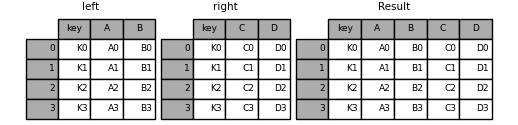 left right Result
key A B key C D key A B C D
0 K0 A0 B0 0 K0 C0 D0 0 K0 A0 B0 C0 D0
1 K1 A1 B1 1 K1 C1 D1 1 K1 A1 B1 C1 D1
2 K2 A2 B2 2 K2 C2 D2 2 K2 A2 B2 C2 D2
3 K3 A3 B3 3 K3 C3 D3 3 K3 A3 B3 C3 D3